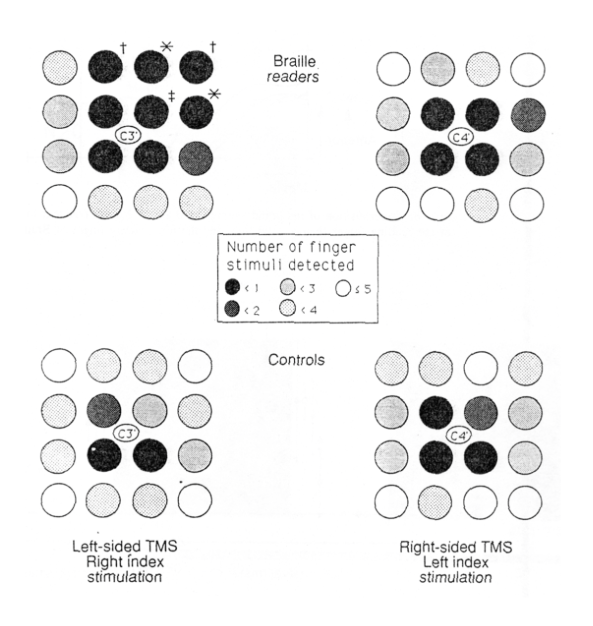 † * †
Braille
readers
‡ *
C3'
C4'
Number of finger
stimuli detected
< 1 < 3 ≤ 5
< 2 < 4
Controls
C3'
C4'
Left-sided TMS
Right index
stimulation
Right-sided TMS
Left index
stimulation